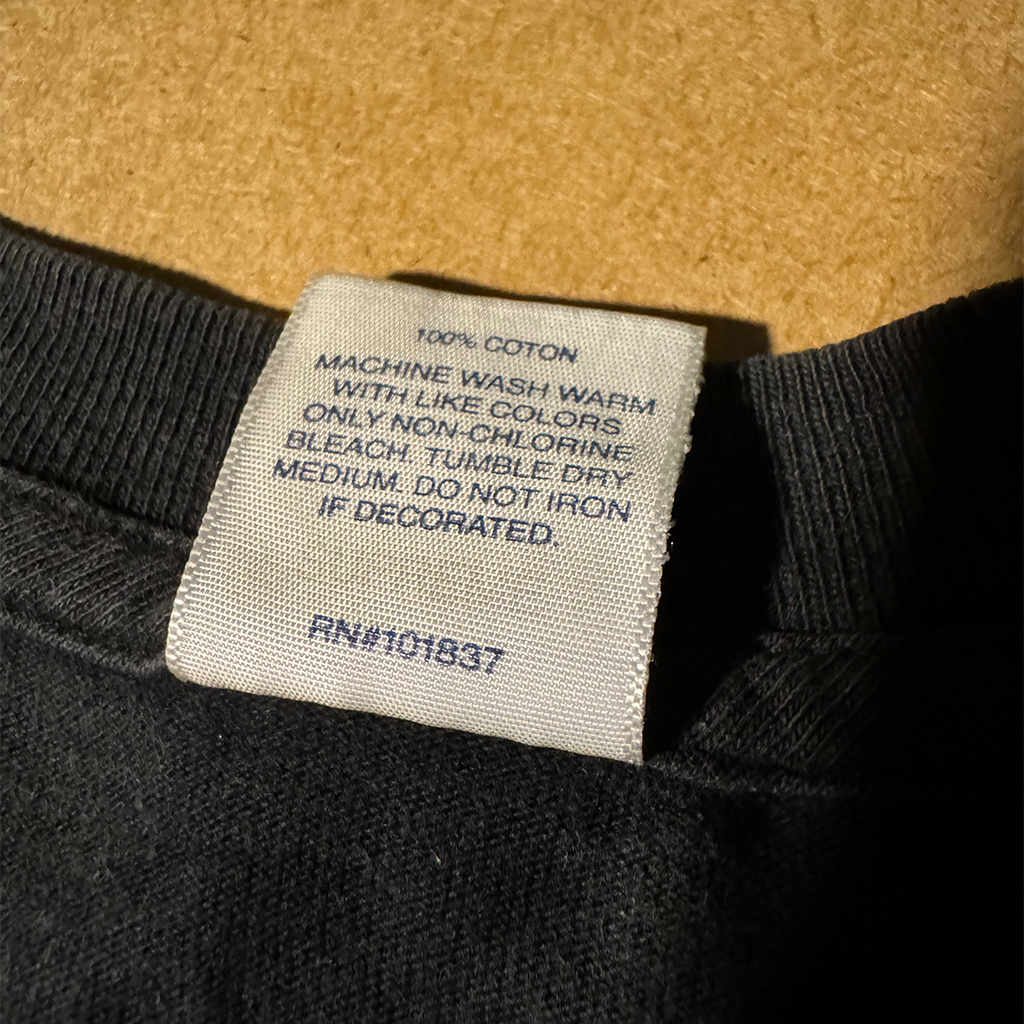 100% COTON
MACHINE WASH WARM
WITH LIKE COLORS
ONLY NON-CHLORINE
BLEACH TUMBLE DRY
MEDIUM. DO NOT IRON
IF DECORATED.
RN#101837